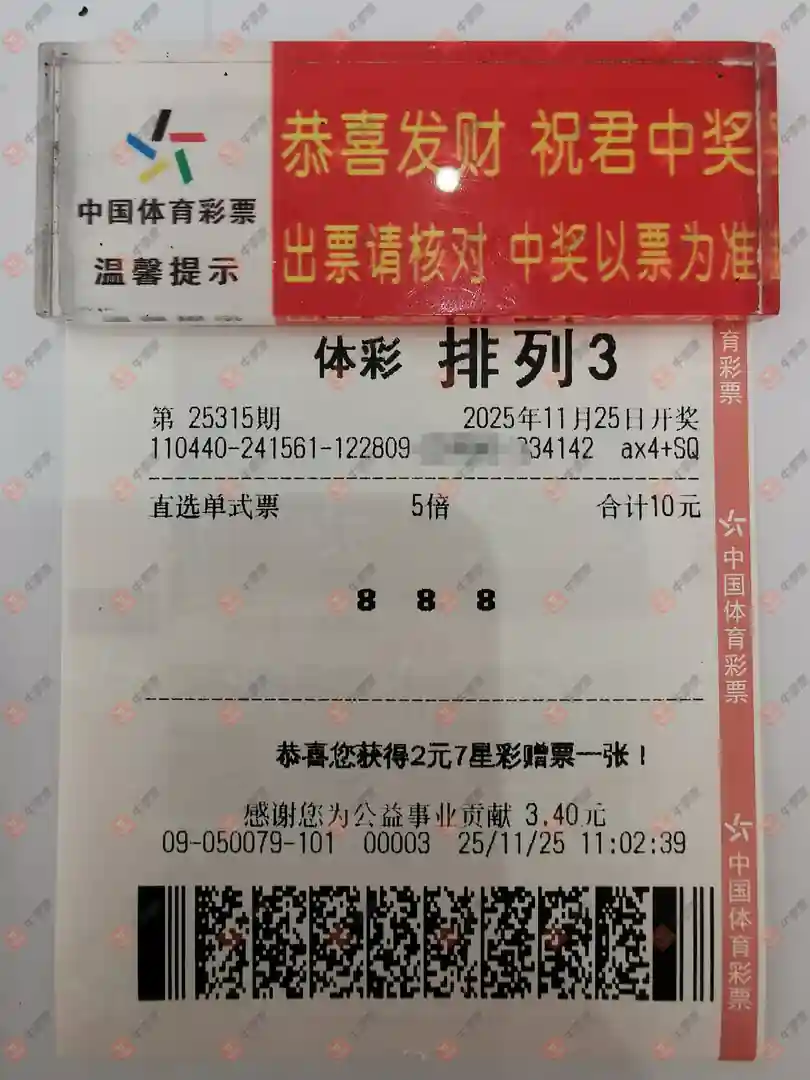 恭喜发财 祝君中奖
中国体育彩票
温馨提示
出票请核对 中奖以票为准
体彩 排列3
第 25315期 2025年11月25日开奖
110440-241561-122809 34142 ax4+SQ
直选单式票 5倍 合计10元
8 8 8
恭喜您获得2元7星彩赠票一张！
感谢您为公益事业贡献 3.40元
09-050079-101 00003 25/11/25 11:02:39
育彩票
中国体育彩票
中国体育彩票